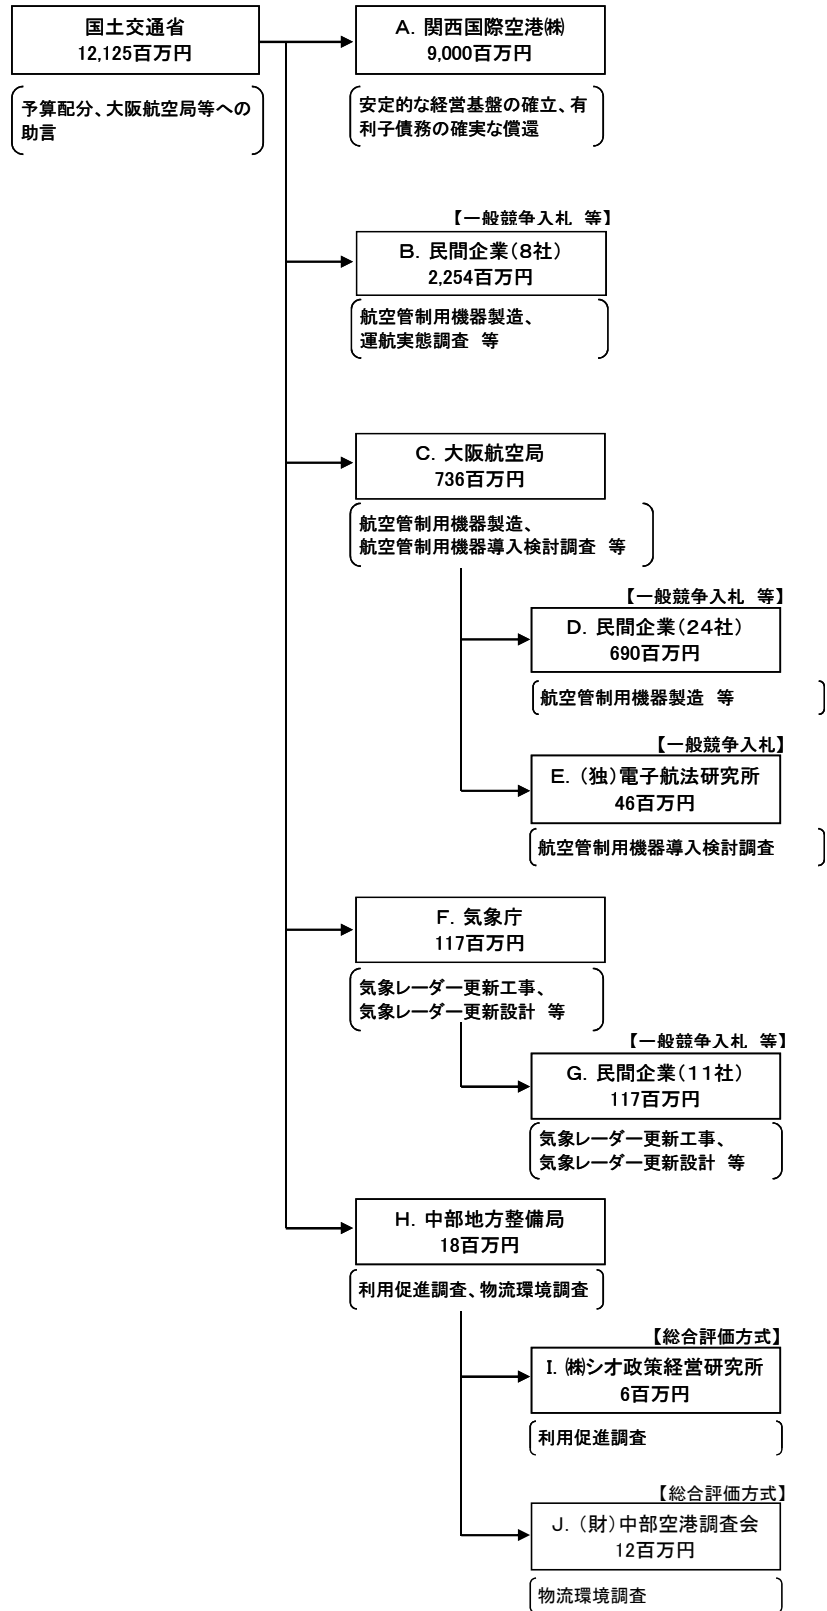 国土交通省
12,125百万円
予算配分、大阪航空局等への
助言
A. 関西国際空港㈱
9,000百万円
安定的な経営基盤の確立、有
利子債務の確実な償還
【一般競争入札 等】
B. 民間企業（８社）
2,254百万円
航空管制用機器製造、
運航実態調査 等
C. 大阪航空局
736百万円
航空管制用機器製造、
航空管制用機器導入検討調査 等
【一般競争入札 等】
D. 民間企業（２４社）
690百万円
航空管制用機器製造 等
【一般競争入札】
E. （独）電子航法研究所
46百万円
航空管制用機器導入検討調査
F. 気象庁
117百万円
気象レーダー更新工事、
気象レーダー更新設計 等
【一般競争入札 等】
G. 民間企業（１１社）
117百万円
気象レーダー更新工事、
気象レーダー更新設計 等
H. 中部地方整備局
18百万円
利用促進調査、物流環境調査
【総合評価方式】
I. ㈱シオ政策経営研究所
6百万円
利用促進調査
【総合評価方式】
J. （財）中部空港調査会
12百万円
物流環境調査